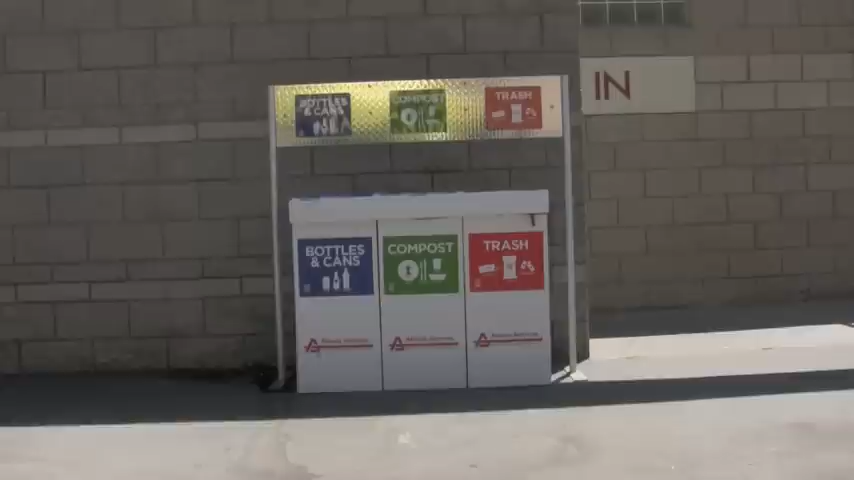 BOTTLES
& CANS
COMPOST
TRASH
IN
BOTTLES
& CANS
COMPOST
TRASH